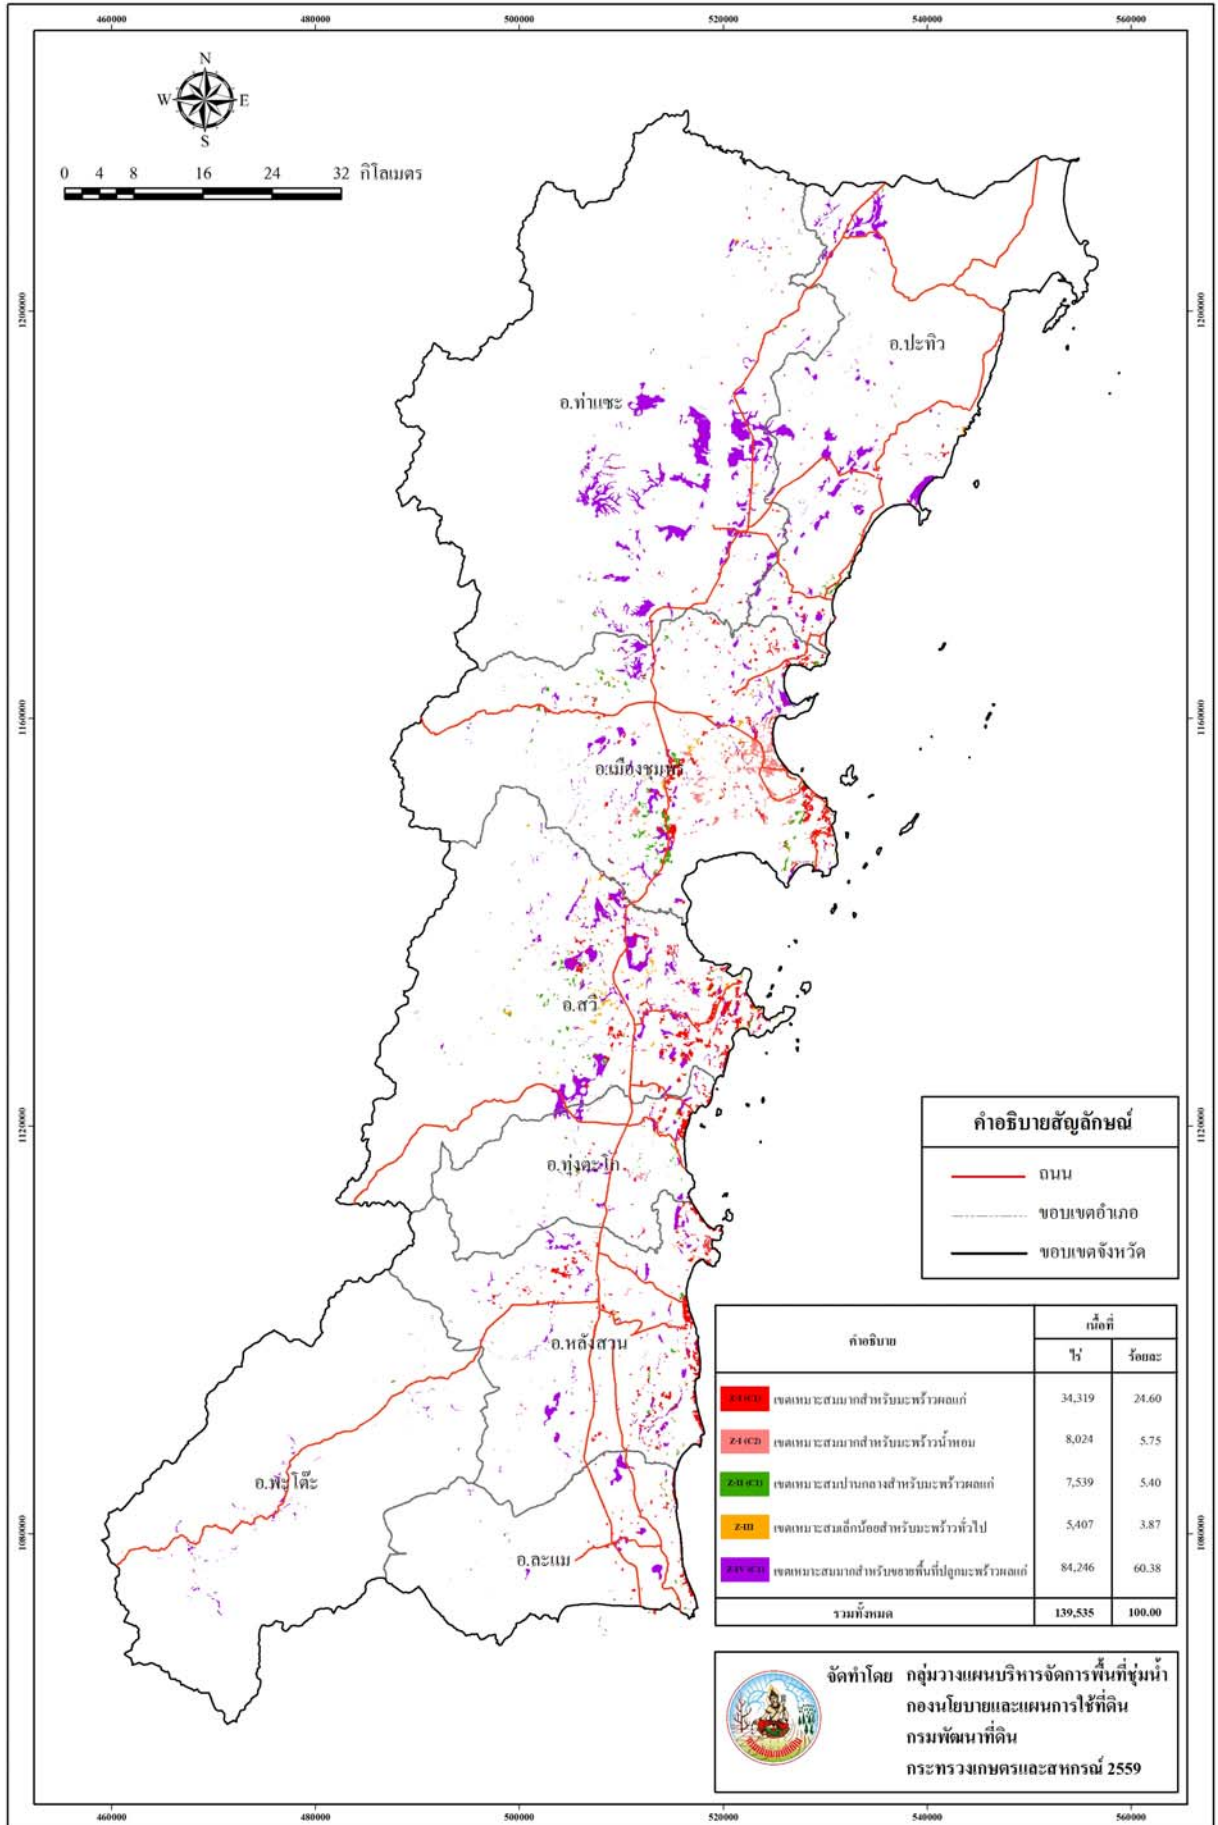 460000 480000 500000 520000 540000 560000
N
W E
S
0 4 8 16 24 32 กิโลเมตร
1200000 1200000
อ.ปะทิว
อ.ท่าแซะ
1160000 1160000
อ.เมืองชุมพร
อ.สวี
1120000 1120000
อ.ทุ่งตะโก
อ.หลังสวน
อ.พะโต๊ะ
1080000 1080000
อ.ละแม
คำอธิบายสัญลักษณ์
ถนน
ขอบเขตอำเภอ
ขอบเขตจังหวัด
คำอธิบาย เนื้อที่
ไร่ ร้อยละ
Z-I (C1) เขตเหมาะสมมากสำหรับมะพร้าวผลแก่ 34,319 24.60
Z-I (C2) เขตเหมาะสมมากสำหรับมะพร้าวน้ำหอม 8,024 5.75
Z-II (C1) เขตเหมาะสมปานกลางสำหรับมะพร้าวผลแก่ 7,539 5.40
Z-III เขตเหมาะสมเล็กน้อยสำหรับมะพร้าวทั่วไป 5,407 3.87
Z-IV (C1) เขตเหมาะสมมากสำหรับขยายพื้นที่ปลูกมะพร้าวผลแก่ 84,246 60.38
รวมทั้งหมด 139,535 100.00
จัดทำโดย กลุ่มวางแผนบริหารจัดการพื้นที่ชุ่มน้ำ
กองนโยบายและแผนการใช้ที่ดิน
กรมพัฒนาที่ดิน
กระทรวงเกษตรและสหกรณ์ 2559
460000 480000 500000 520000 540000 560000